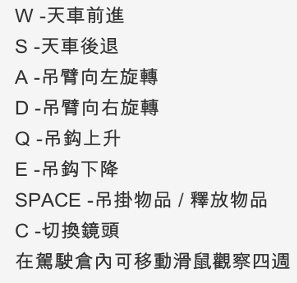 W -天車前進
S -天車後退
A -吊臂向左旋轉
D -吊臂向右旋轉
Q -吊鈎上升
E -吊鈎下降
SPACE -吊掛物品 / 釋放物品
C -切換鏡頭
在駕駛倉內可移動滑鼠觀察四週